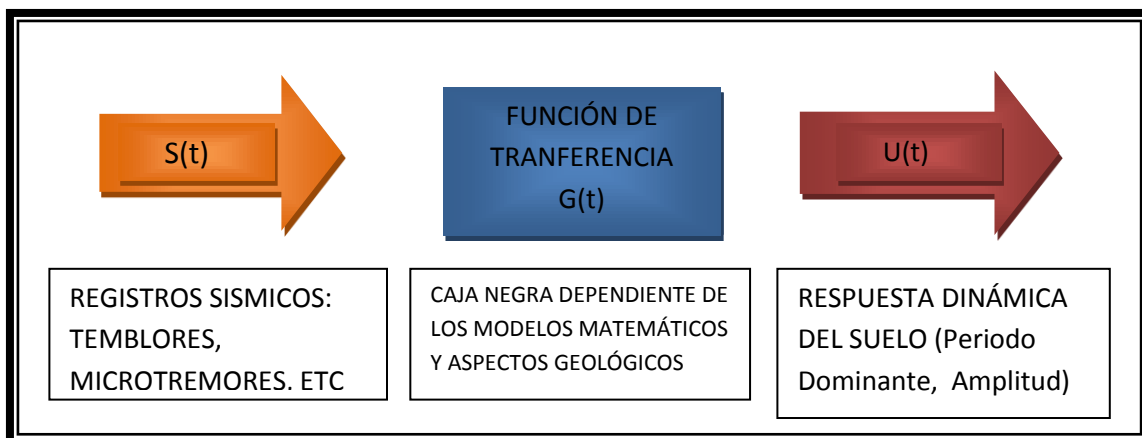 S(t)
FUNCIÓN DE
TRANFERENCIA
G(t)
U(t)
REGISTROS SISMICOS:
TEMBLORES,
MICROTREMORES. ETC
CAJA NEGRA DEPENDIENTE DE
LOS MODELOS MATEMÁTICOS
Y ASPECTOS GEOLÓGICOS
RESPUESTA DINÁMICA
DEL SUELO (Periodo
Dominante, Amplitud)